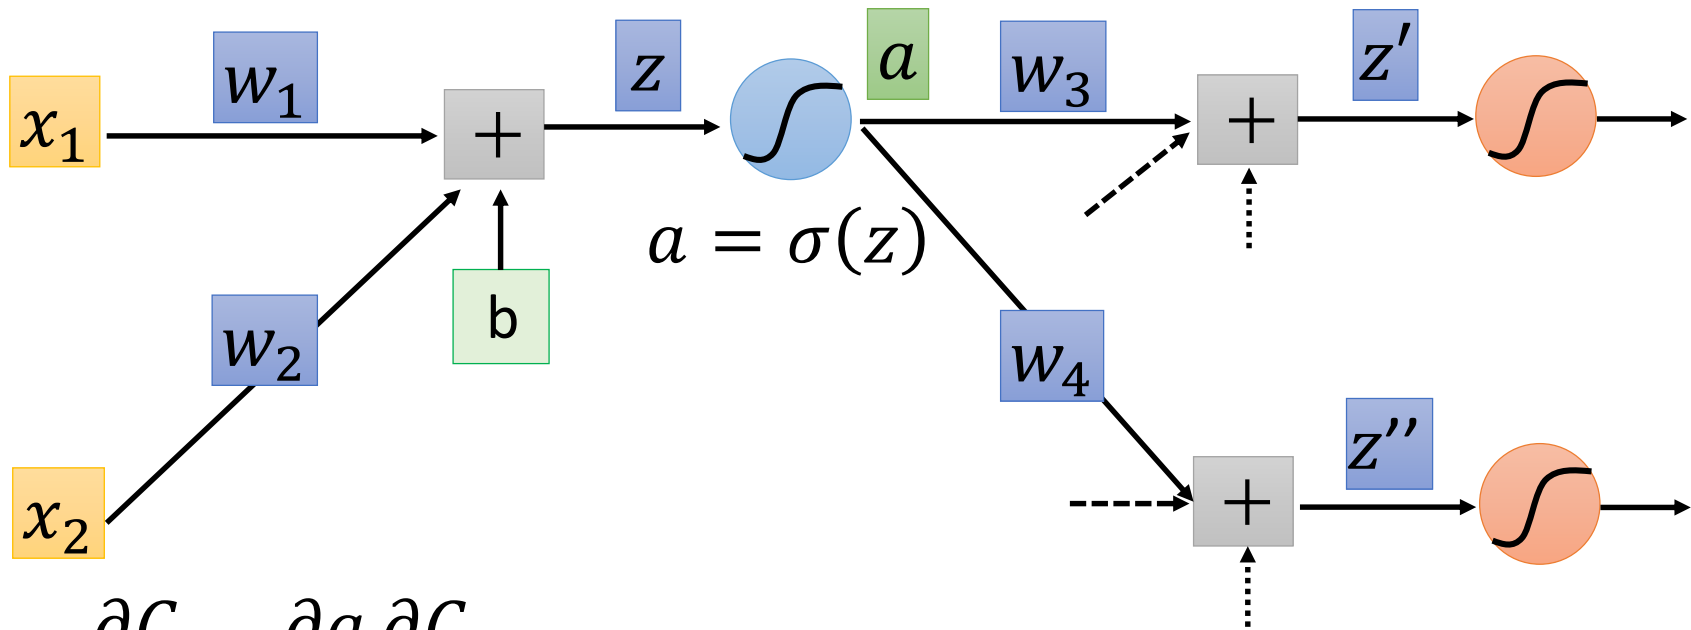 x₁ w₁ + z a w₃ + z′
a = σ(z)
b
w₂ w₄
x₂ + z′′
∂C ∂a ∂C